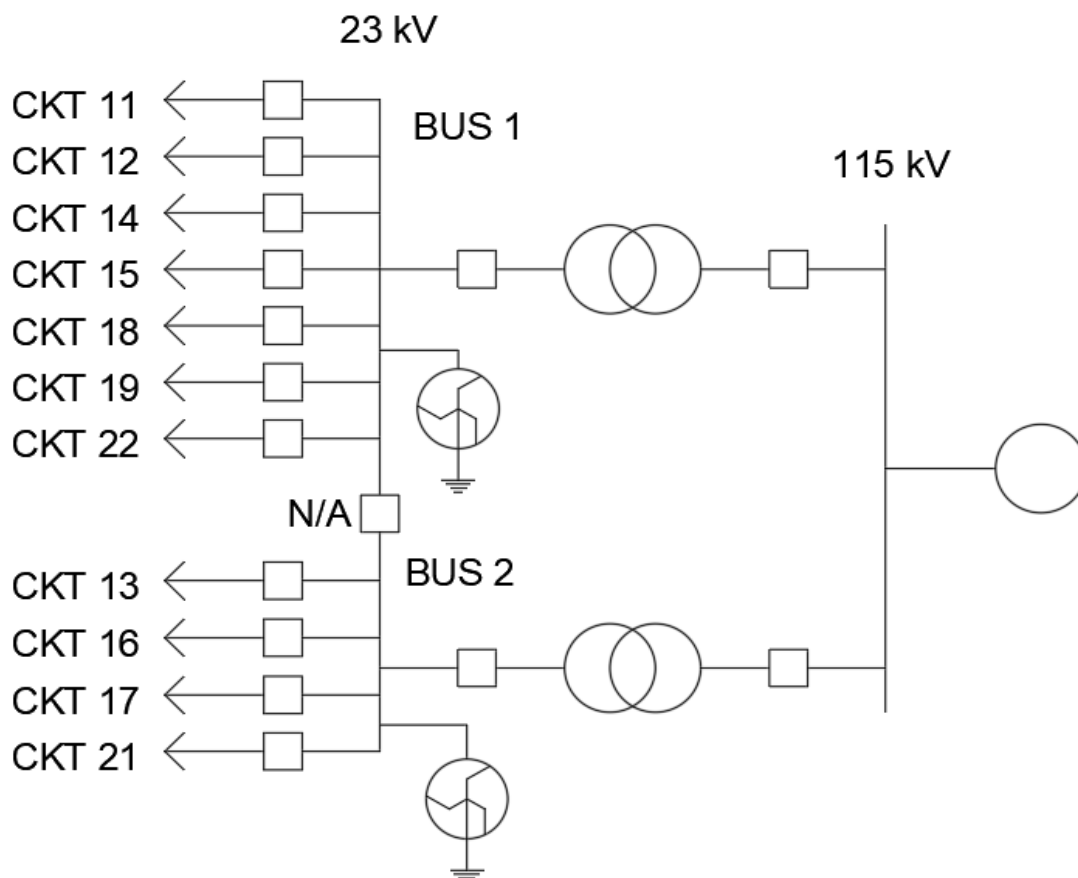 23 kV
CKT 11
BUS 1
CKT 12
115 kV
CKT 14
CKT 15
CKT 18
CKT 19
CKT 22
N/A
BUS 2
CKT 13
CKT 16
CKT 17
CKT 21